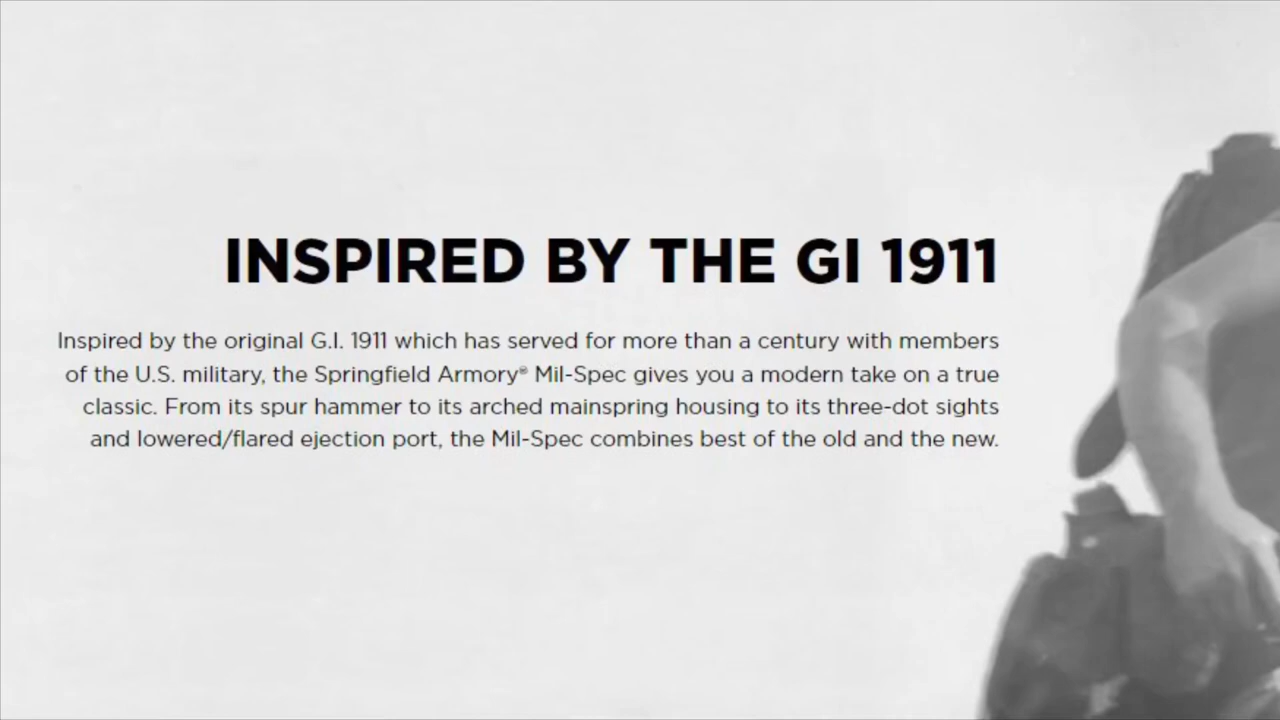 INSPIRED BY THE GI 1911
Inspired by the original G.I. 1911 which has served for more than a century with members
of the U.S. military, the Springfield Armory® Mil-Spec gives you a modern take on a true
classic. From its spur hammer to its arched mainspring housing to its three-dot sights
and lowered/flared ejection port, the Mil-Spec combines best of the old and the new.